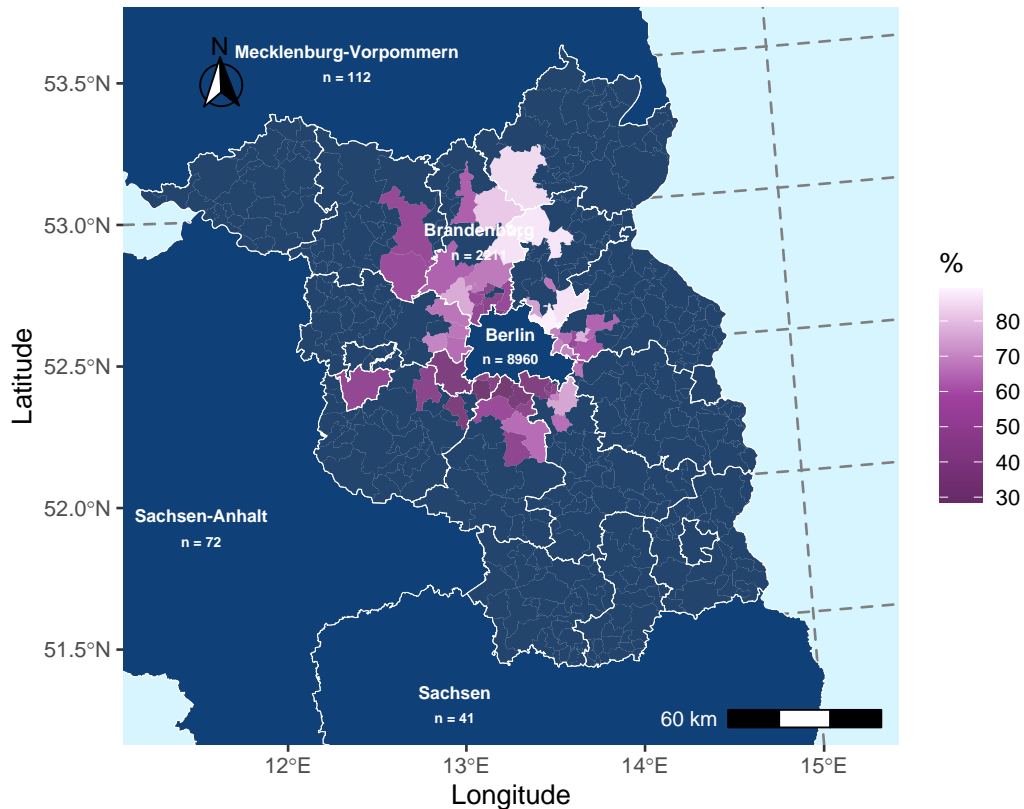 N
Mecklenburg-Vorpommern
n = 112
53.5°N
53.0°N
Brandenburg
n = 2211
%
80
70
60
50
40
30
Berlin
n = 8960
52.5°N
Latitude
52.0°N
Sachsen-Anhalt
n = 72
51.5°N
Sachsen
n = 41
60 km
12°E
13°E
14°E
15°E
Longitude